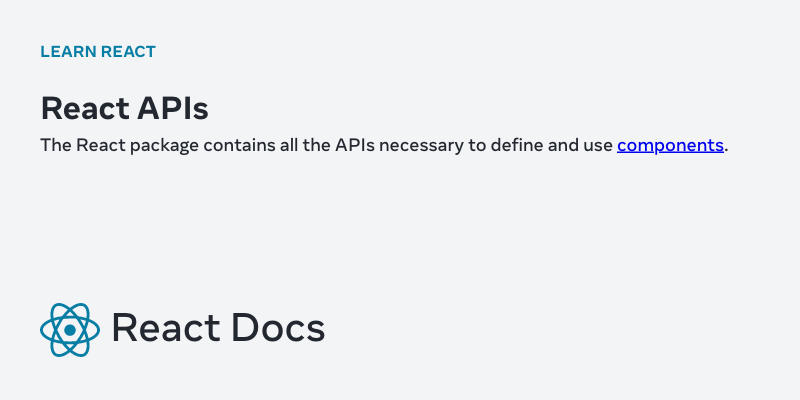 LEARN REACT
React APIs
The React package contains all the APIs necessary to define and use components.
React Docs